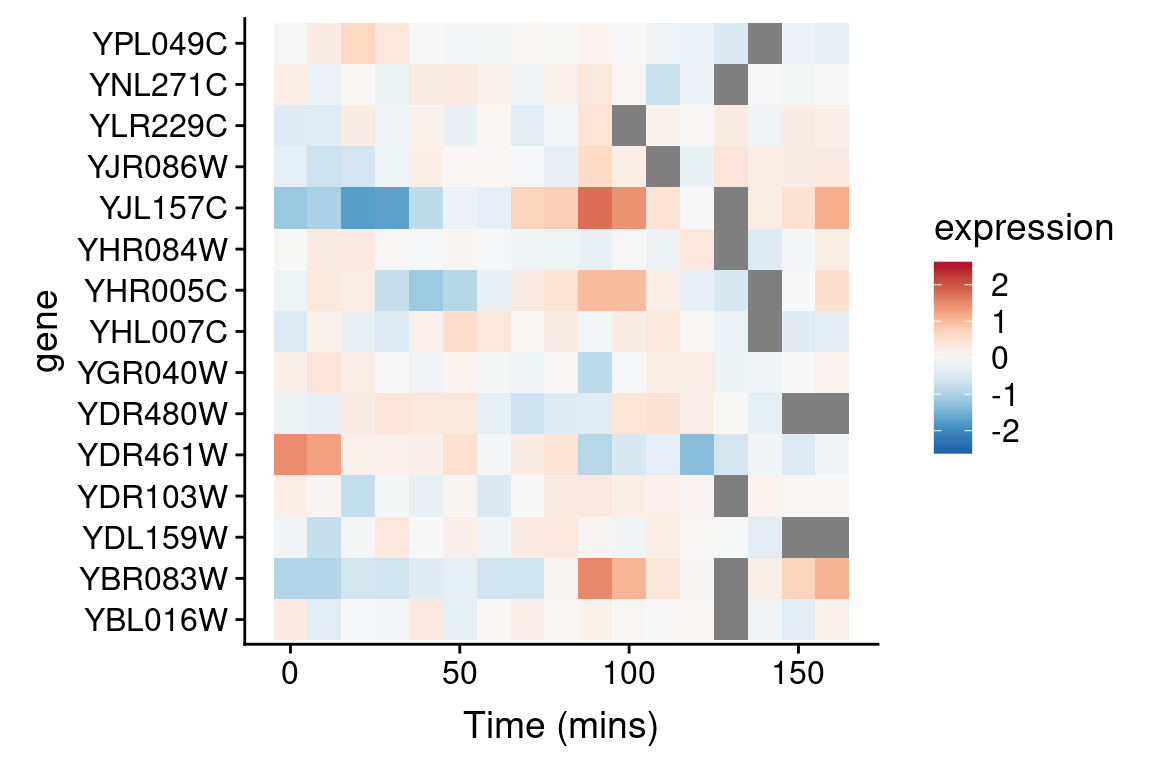 YPL049C
YNL271C
YLR229C
YJR086W
YJL157C
YHR084W
YHR005C
YHL007C
YGR040W
YDR480W
YDR461W
YDR103W
YDL159W
YBR083W
YBL016W
gene
0 50 100 150
Time (mins)
expression
2
1
0
-1
-2